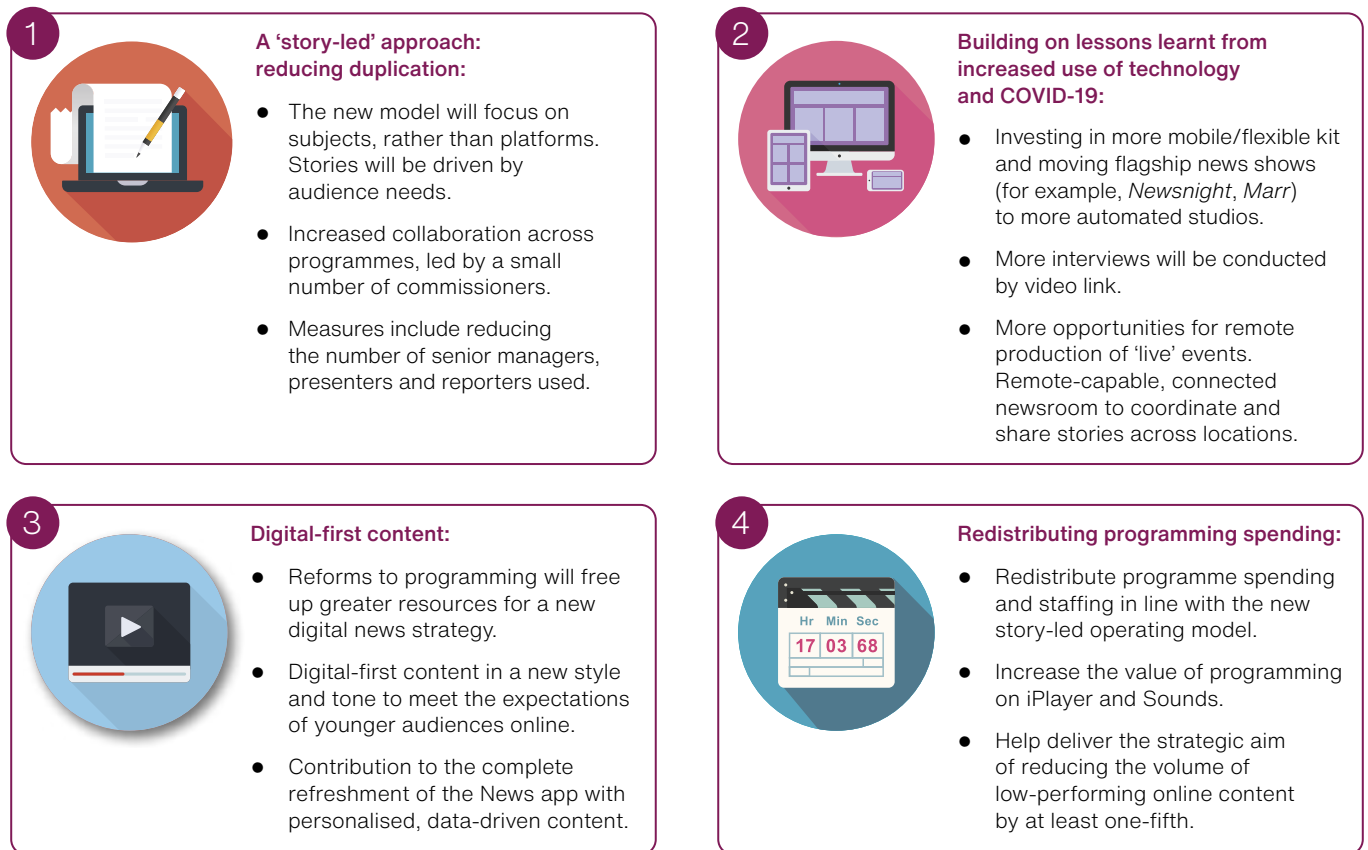 1
A ‘story-led’ approach:
reducing duplication:
● The new model will focus on
subjects, rather than platforms.
Stories will be driven by
audience needs.
● Increased collaboration across
programmes, led by a small
number of commissioners.
● Measures include reducing
the number of senior managers,
presenters and reporters used.
2
Building on lessons learnt from
increased use of technology
and COVID-19:
● Investing in more mobile/flexible kit
and moving flagship news shows
(for example, Newsnight, Marr)
to more automated studios.
● More interviews will be conducted
by video link.
● More opportunities for remote
production of ‘live’ events.
Remote-capable, connected
newsroom to coordinate and
share stories across locations.
3
Digital-first content:
● Reforms to programming will free
up greater resources for a new
digital news strategy.
● Digital-first content in a new style
and tone to meet the expectations
of younger audiences online.
● Contribution to the complete
refreshment of the News app with
personalised, data-driven content.
4
Hr Min Sec
17 03 68
Redistributing programming spending:
● Redistribute programme spending
and staffing in line with the new
story-led operating model.
● Increase the value of programming
on iPlayer and Sounds.
● Help deliver the strategic aim
of reducing the volume of
low-performing online content
by at least one-fifth.